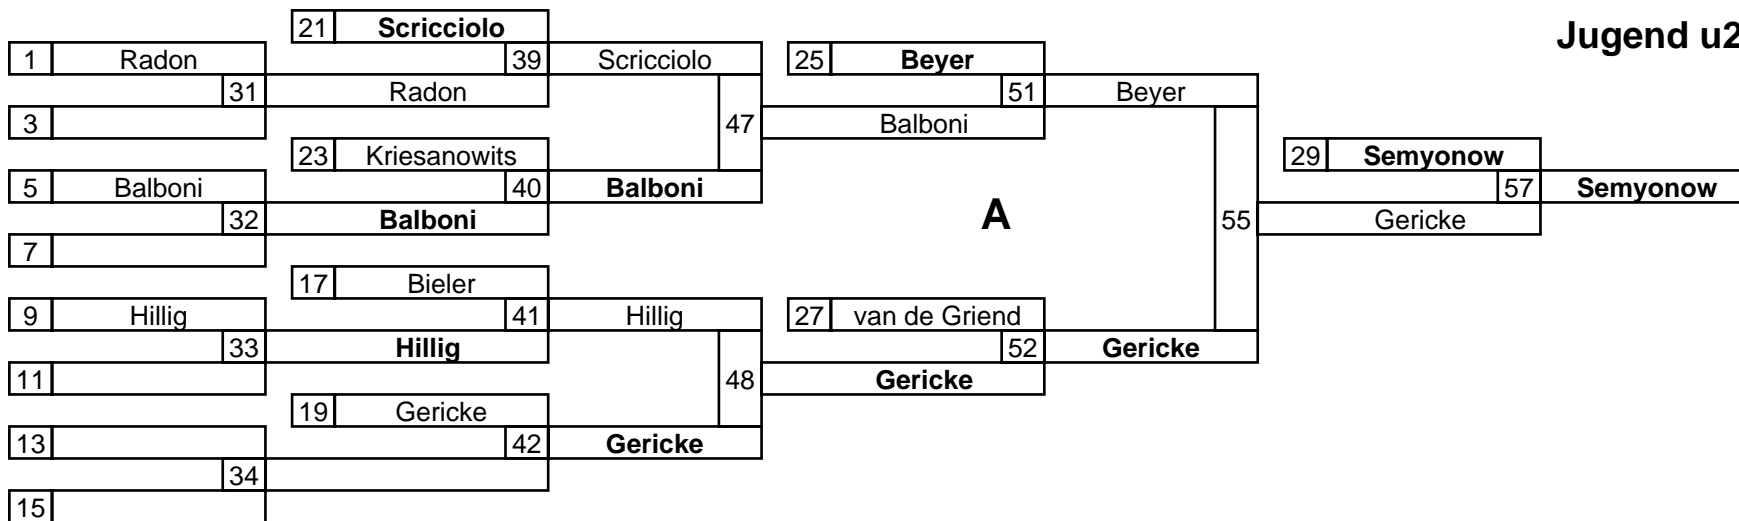 21 Scricciolo
Jugend u2
1 Radon 39 Scricciolo 25 Beyer
31 Radon 51 Beyer
3 47 Balboni
23 Kriesanowits 29 Semyonow
5 Balboni 40 Balboni 57 Semyonow
32 Balboni A 55 Gericke
7
17 Bieler
9 Hillig 41 Hillig 27 van de Griend
33 Hillig 52 Gericke
11 48 Gericke
19 Gericke
13 42 Gericke
34
15